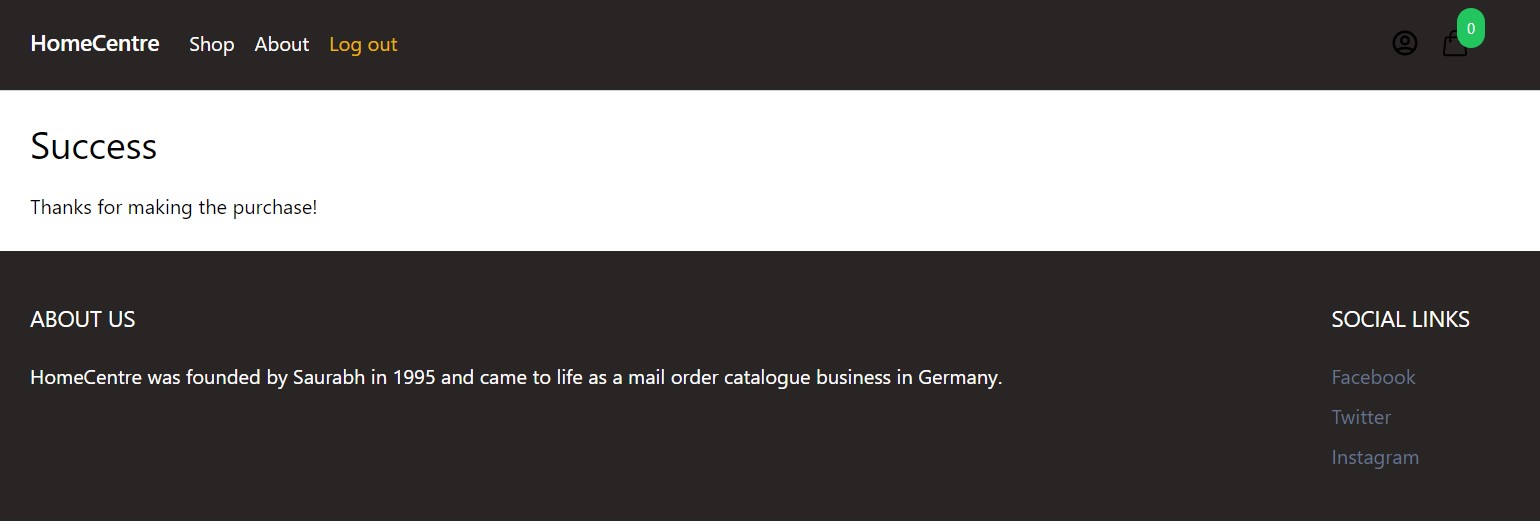 HomeCentre Shop About Log out 0
Success
Thanks for making the purchase!
ABOUT US SOCIAL LINKS
HomeCentre was founded by Saurabh in 1995 and came to life as a mail order catalogue business in Germany. Facebook
Twitter
Instagram